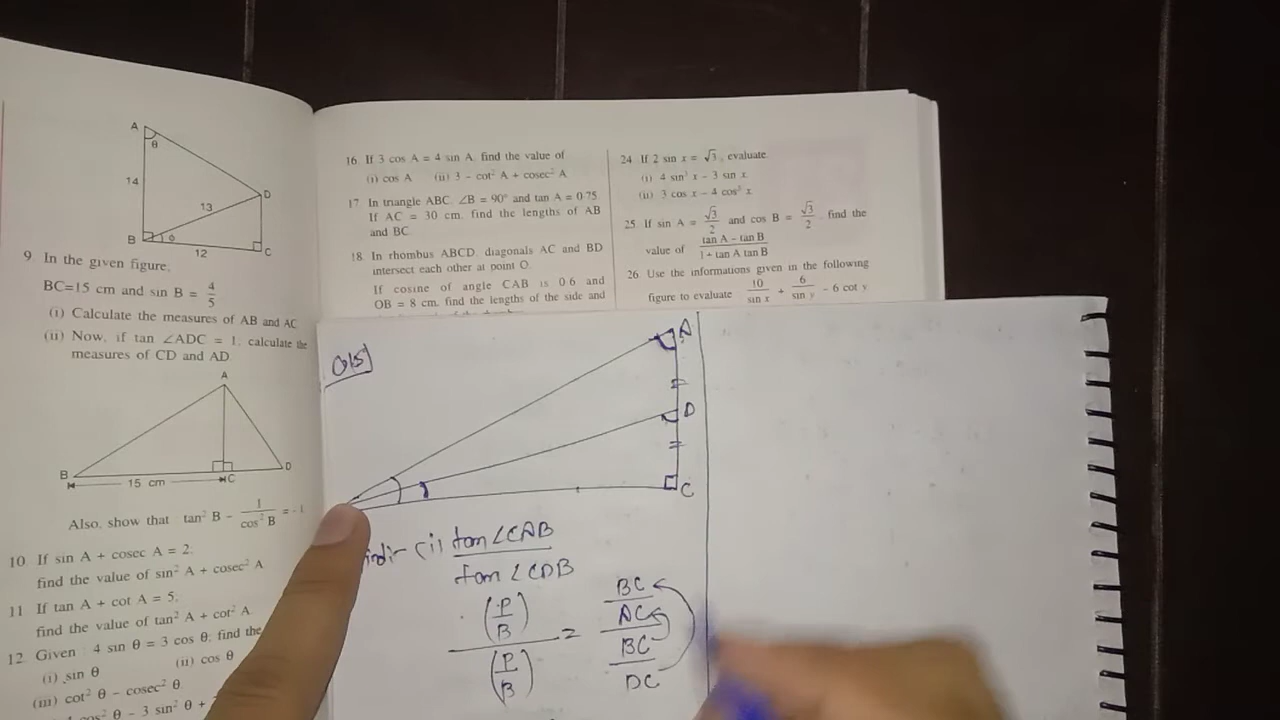 A
θ
14
D
13
B
φ
12
C
9 In the given figure,
BC=15 cm and sin B = 4/5
(i) Calculate the measures of AB and AC
(ii) Now, if tan ∠ADC = 1, calculate the
measures of CD and AD
A
B
15 cm
C
D
Also, show that tan² B − 1/cos² B = -1
10 If sin A + cosec A = 2,
find the value of sin² A + cosec² A
11 If tan A + cot A = 5,
find the value of tan² A + cot² A.
12 Given : 4 sin θ = 3 cos θ; find the
(i) sin θ (ii) cos θ
(iii) cot² θ − cosec² θ
cos² θ − 3 sin² θ +
16. If 3 cos A = 4 sin A, find the value of
(i) cos A (ii) 3 − cot² A + cosec² A
17. In triangle ABC, ∠B = 90° and tan A = 0·75
If AC = 30 cm, find the lengths of AB
and BC
18. In rhombus ABCD, diagonals AC and BD
intersect each other at point O.
If cosine of angle CAB is 0·6 and
OB = 8 cm, find the lengths of the side and
24 If 2 sin x = √3, evaluate
(i) 4 sin³ x − 3 sin x
(ii) 3 cos x − 4 cos³ x
25 If sin A = √3/2 and cos B = √3/2, find the
value of (tan A − tan B)/(1 + tan A tan B)
26 Use the informations given in the following
figure to evaluate 10/sin x + 6/sin y − 6 cot y
Q15)
A
D
C
(i) tan ∠CAB
tan ∠CDB
(P/B)/(P/B) = (BC/AC)/(BC/DC)